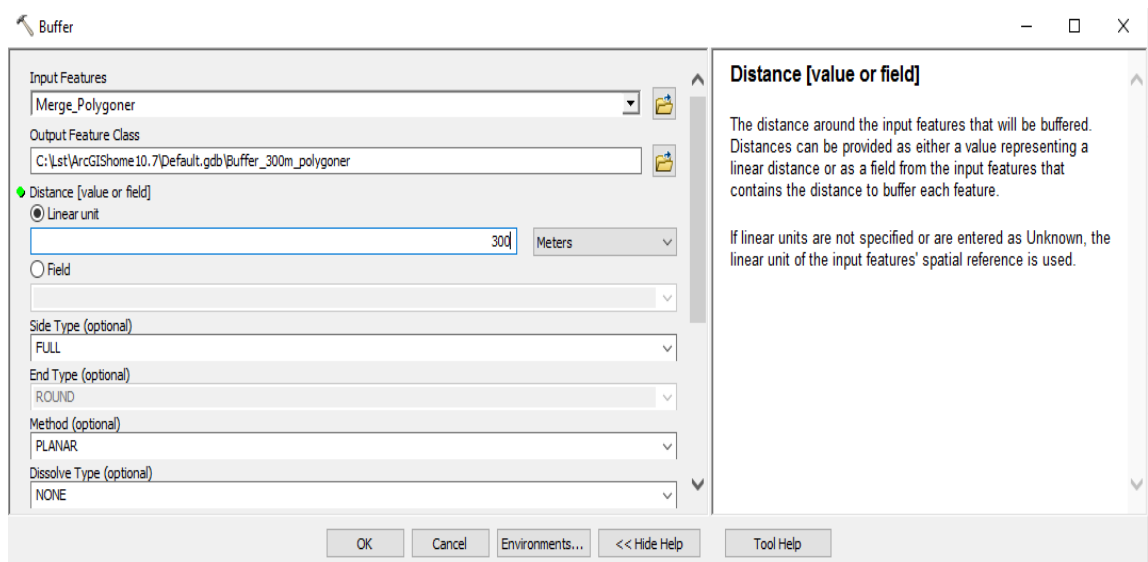 Buffer
Input Features
Merge_Polygoner
Output Feature Class
C:\Lst\ArcGIShome10.7\Default.gdb\Buffer_300m_polygoner
Distance [value or field]
Linear unit
300 Meters
Field
Side Type (optional)
FULL
End Type (optional)
ROUND
Method (optional)
PLANAR
Dissolve Type (optional)
NONE
Distance [value or field]
The distance around the input features that will be buffered.
Distances can be provided as either a value representing a
linear distance or as a field from the input features that
contains the distance to buffer each feature.
If linear units are not specified or are entered as Unknown, the
linear unit of the input features' spatial reference is used.
OK Cancel Environments... << Hide Help Tool Help